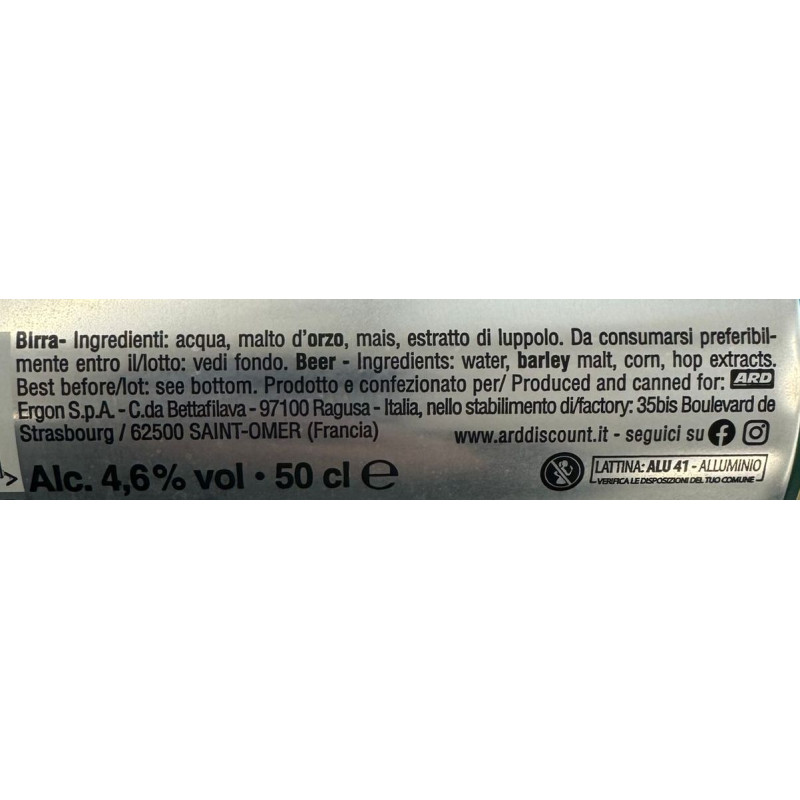 Birra- Ingredienti: acqua, malto d'orzo, mais, estratto di luppolo. Da consumarsi preferibil-
mente entro il/lotto: vedi fondo. Beer - Ingredients: water, barley malt, corn, hop extracts.
Best before/lot: see bottom. Prodotto e confezionato per/ Produced and canned for: ARD
Ergon S.p.A. - C.da Bettafilava - 97100 Ragusa - Italia, nello stabilimento di/factory: 35bis Boulevard de
Strasbourg / 62500 SAINT-OMER (Francia)
www.arddiscount.it - seguici su
Alc. 4,6% vol • 50 cl e
LATTINA: ALU 41 - ALLUMINIO
VERIFICA LE DISPOSIZIONI DEL TUO COMUNE